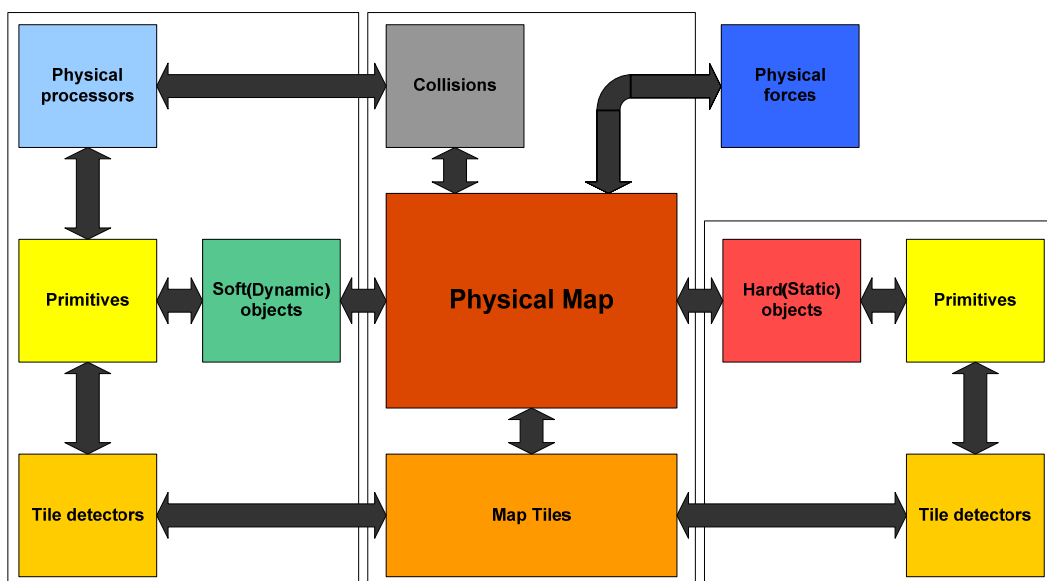 Physical
processors
Collisions
Physical
forces
Primitives
Soft(Dynamic)
objects
Physical Map
Hard(Static)
objects
Primitives
Tile detectors
Map Tiles
Tile detectors